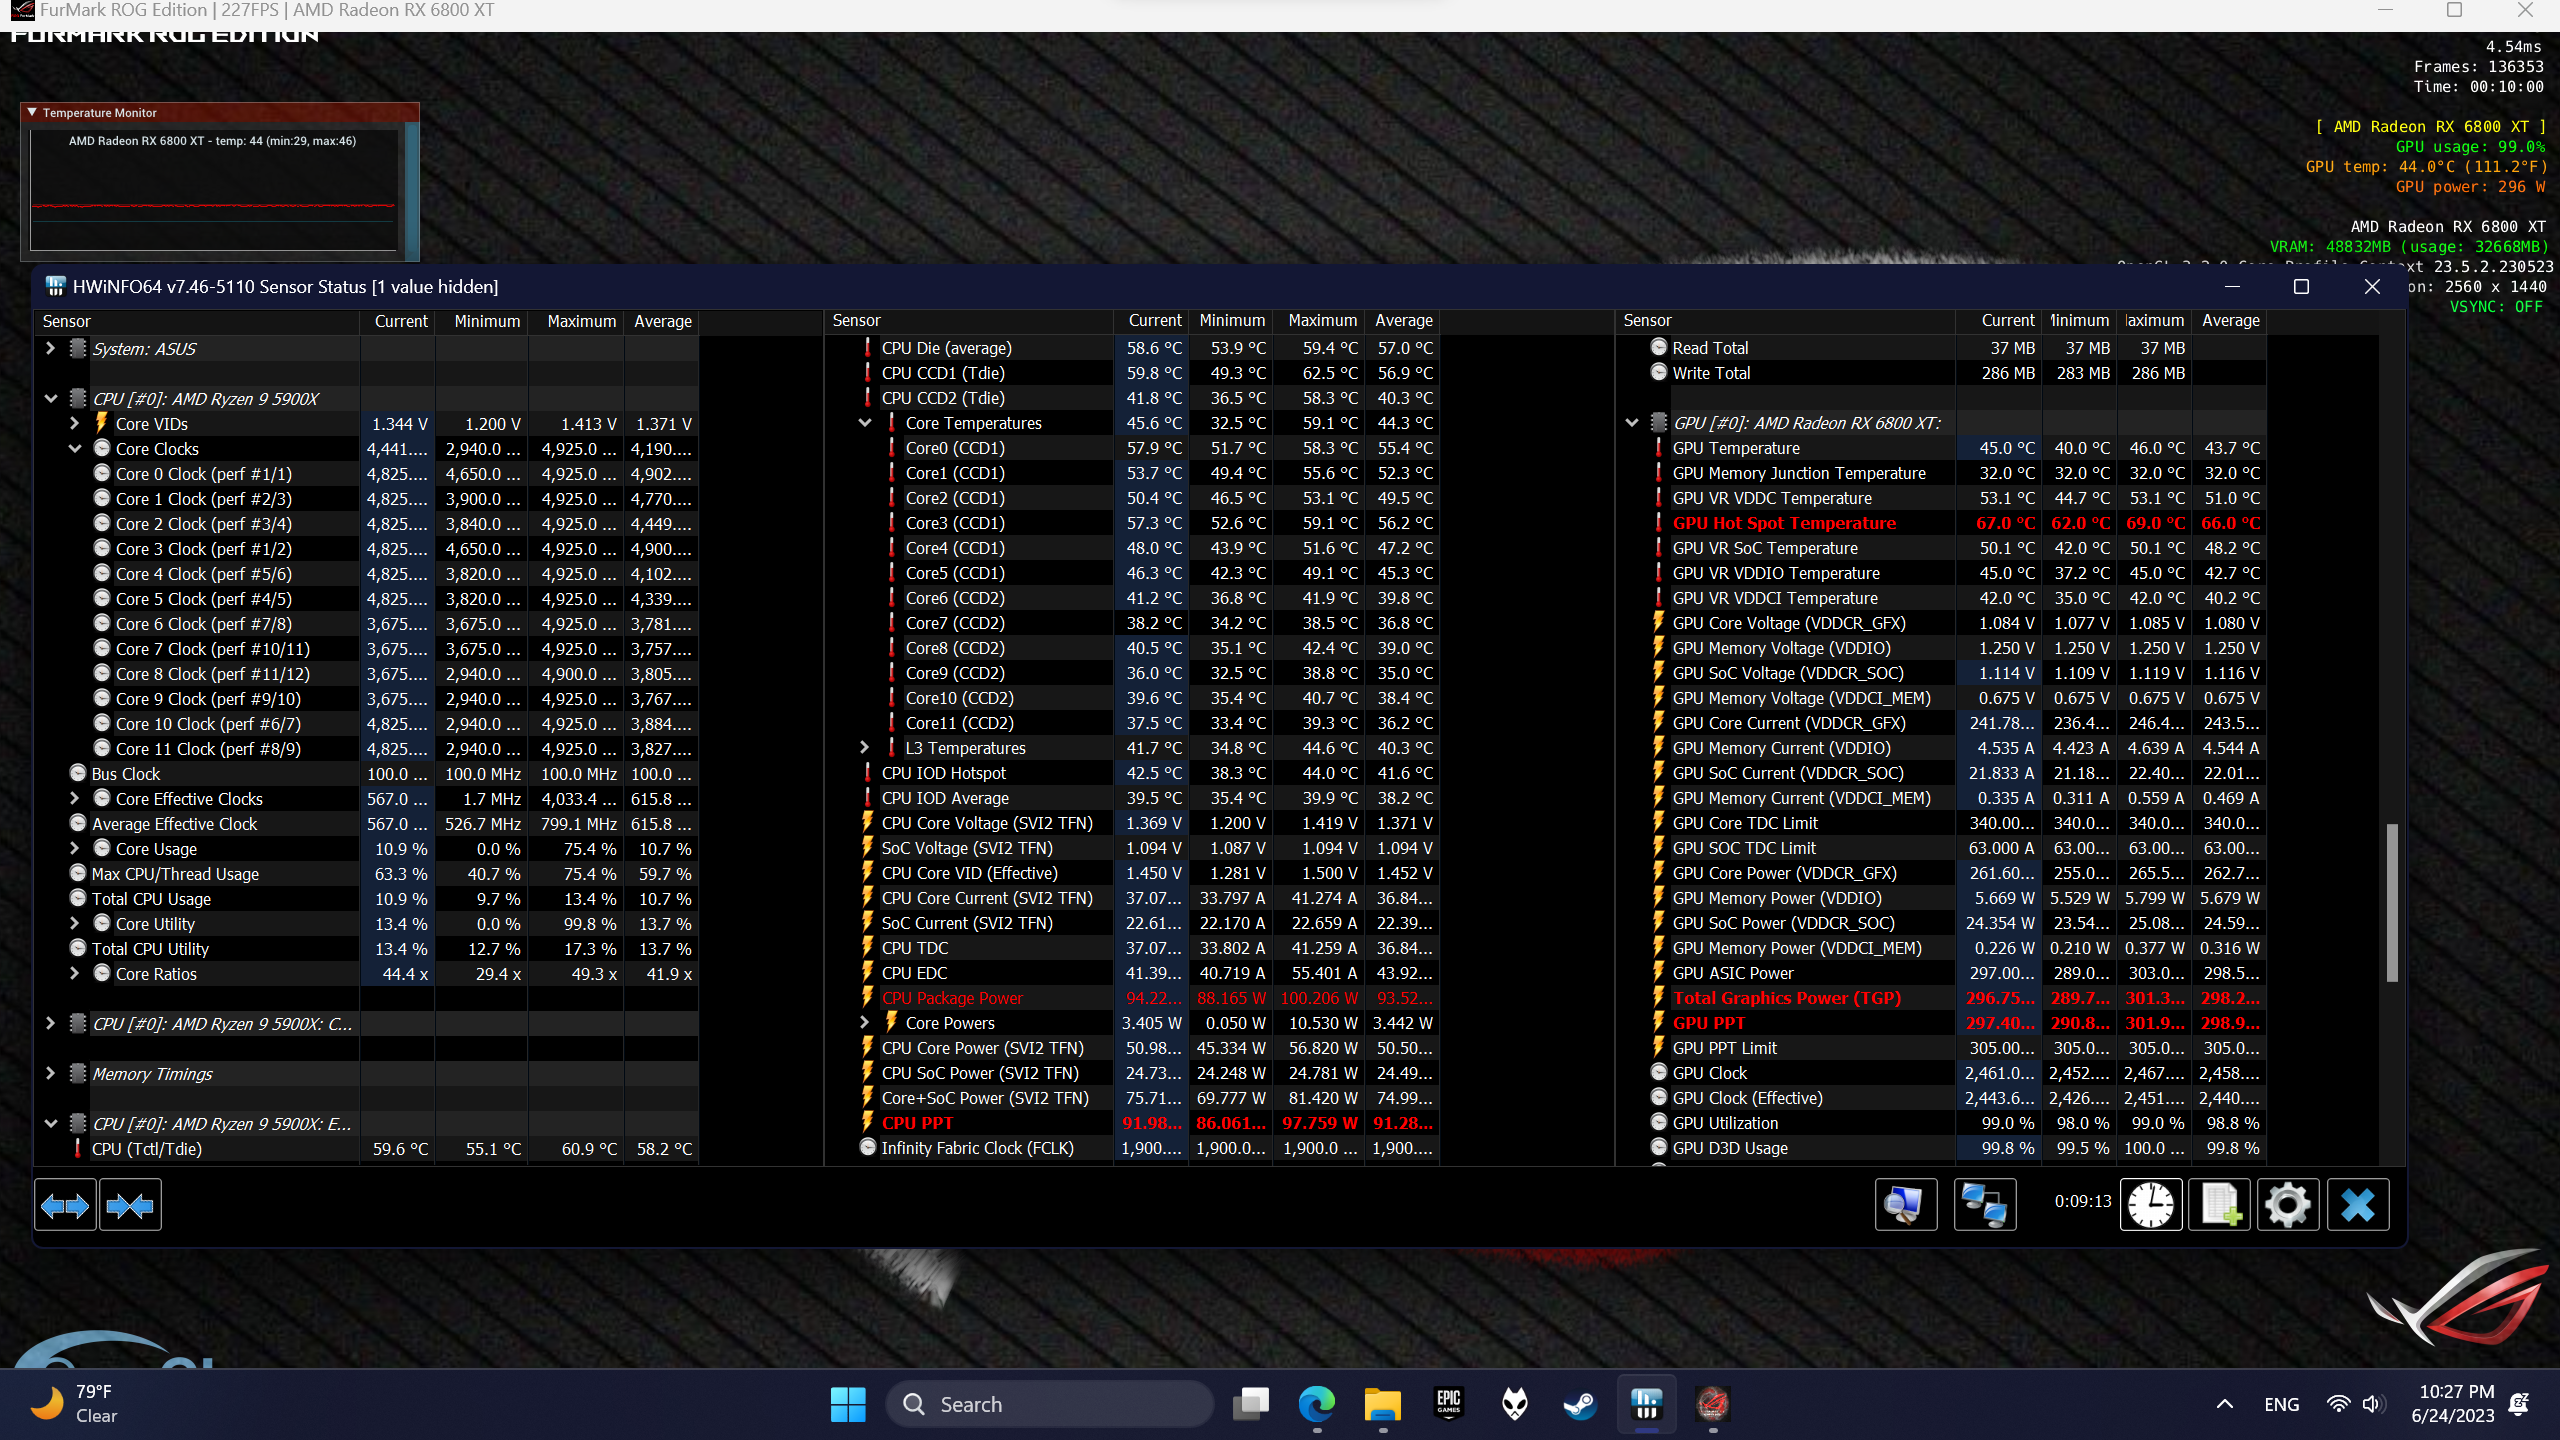 FurMark ROG Edition | 227FPS | AMD Radeon RX 6800 XT
FURMARK ROG EDITION
4.54ms
Frames: 136353
Time: 00:10:00
[ AMD Radeon RX 6800 XT ]
GPU usage: 99.0%
GPU temp: 44.0°C (111.2°F)
GPU power: 296 W
AMD Radeon RX 6800 XT
VRAM: 48832MB (usage: 32668MB)
23.5.2.230523
on: 2560 x 1440
VSYNC: OFF
Temperature Monitor
AMD Radeon RX 6800 XT - temp: 44 (min:29, max:46)
HWiNFO64 v7.46-5110 Sensor Status [1 value hidden]
Sensor Current Minimum Maximum Average
System: ASUS
CPU [#0]: AMD Ryzen 9 5900X
Core VIDs 1.344 V 1.200 V 1.413 V 1.371 V
Core Clocks 4,441.... 2,940.0 ... 4,925.0 ... 4,190....
Core 0 Clock (perf #1/1) 4,825.... 4,650.0 ... 4,925.0 ... 4,902....
Core 1 Clock (perf #2/3) 4,825.... 3,900.0 ... 4,925.0 ... 4,770....
Core 2 Clock (perf #3/4) 4,825.... 3,840.0 ... 4,925.0 ... 4,449....
Core 3 Clock (perf #1/2) 4,825.... 4,650.0 ... 4,925.0 ... 4,900....
Core 4 Clock (perf #5/6) 4,825.... 3,820.0 ... 4,925.0 ... 4,102....
Core 5 Clock (perf #4/5) 4,825.... 3,820.0 ... 4,925.0 ... 4,339....
Core 6 Clock (perf #7/8) 3,675.... 3,675.0 ... 4,925.0 ... 3,781....
Core 7 Clock (perf #10/11) 3,675.... 3,675.0 ... 4,925.0 ... 3,757....
Core 8 Clock (perf #11/12) 3,675.... 2,940.0 ... 4,900.0 ... 3,805....
Core 9 Clock (perf #9/10) 3,675.... 2,940.0 ... 4,925.0 ... 3,767....
Core 10 Clock (perf #6/7) 4,825.... 2,940.0 ... 4,925.0 ... 3,884....
Core 11 Clock (perf #8/9) 4,825.... 2,940.0 ... 4,925.0 ... 3,827....
Bus Clock 100.0 ... 100.0 MHz 100.0 MHz 100.0 ...
Core Effective Clocks 567.0 ... 1.7 MHz 4,033.4 ... 615.8 ...
Average Effective Clock 567.0 ... 526.7 MHz 799.1 MHz 615.8 ...
Core Usage 10.9 % 0.0 % 75.4 % 10.7 %
Max CPU/Thread Usage 63.3 % 40.7 % 75.4 % 59.7 %
Total CPU Usage 10.9 % 9.7 % 13.4 % 10.7 %
Core Utility 13.4 % 0.0 % 99.8 % 13.7 %
Total CPU Utility 13.4 % 12.7 % 17.3 % 13.7 %
Core Ratios 44.4 x 29.4 x 49.3 x 41.9 x
CPU [#0]: AMD Ryzen 9 5900X: C...
Memory Timings
CPU [#0]: AMD Ryzen 9 5900X: E...
CPU (Tctl/Tdie) 59.6 °C 55.1 °C 60.9 °C 58.2 °C
Sensor Current Minimum Maximum Average
CPU Die (average) 58.6 °C 53.9 °C 59.4 °C 57.0 °C
CPU CCD1 (Tdie) 59.8 °C 49.3 °C 62.5 °C 56.9 °C
CPU CCD2 (Tdie) 41.8 °C 36.5 °C 58.3 °C 40.3 °C
Core Temperatures 45.6 °C 32.5 °C 59.1 °C 44.3 °C
Core0 (CCD1) 57.9 °C 51.7 °C 58.3 °C 55.4 °C
Core1 (CCD1) 53.7 °C 49.4 °C 55.6 °C 52.3 °C
Core2 (CCD1) 50.4 °C 46.5 °C 53.1 °C 49.5 °C
Core3 (CCD1) 57.3 °C 52.6 °C 59.1 °C 56.2 °C
Core4 (CCD1) 48.0 °C 43.9 °C 51.6 °C 47.2 °C
Core5 (CCD1) 46.3 °C 42.3 °C 49.1 °C 45.3 °C
Core6 (CCD2) 41.2 °C 36.8 °C 41.9 °C 39.8 °C
Core7 (CCD2) 38.2 °C 34.2 °C 38.5 °C 36.8 °C
Core8 (CCD2) 40.5 °C 35.1 °C 42.4 °C 39.0 °C
Core9 (CCD2) 36.0 °C 32.5 °C 38.8 °C 35.0 °C
Core10 (CCD2) 39.6 °C 35.4 °C 40.7 °C 38.4 °C
Core11 (CCD2) 37.5 °C 33.4 °C 39.3 °C 36.2 °C
L3 Temperatures 41.7 °C 34.8 °C 44.6 °C 40.3 °C
CPU IOD Hotspot 42.5 °C 38.3 °C 44.0 °C 41.6 °C
CPU IOD Average 39.5 °C 35.4 °C 39.9 °C 38.2 °C
CPU Core Voltage (SVI2 TFN) 1.369 V 1.200 V 1.419 V 1.371 V
SoC Voltage (SVI2 TFN) 1.094 V 1.087 V 1.094 V 1.094 V
CPU Core VID (Effective) 1.450 V 1.281 V 1.500 V 1.452 V
CPU Core Current (SVI2 TFN) 37.07... 33.797 A 41.274 A 36.84...
SoC Current (SVI2 TFN) 22.61... 22.170 A 22.659 A 22.39...
CPU TDC 37.07... 33.802 A 41.259 A 36.84...
CPU EDC 41.39... 40.719 A 55.401 A 43.92...
CPU Package Power 94.22... 88.165 W 100.206 W 93.52...
Core Powers 3.405 W 0.050 W 10.530 W 3.442 W
CPU Core Power (SVI2 TFN) 50.98... 45.334 W 56.820 W 50.50...
CPU SoC Power (SVI2 TFN) 24.73... 24.248 W 24.781 W 24.49...
Core+SoC Power (SVI2 TFN) 75.71... 69.777 W 81.420 W 74.99...
CPU PPT 91.98... 86.061... 97.759 W 91.28...
Infinity Fabric Clock (FCLK) 1,900.... 1,900.0... 1,900.0 ... 1,900....
Sensor Current Minimum Maximum Average
Read Total 37 MB 37 MB 37 MB
Write Total 286 MB 283 MB 286 MB
GPU [#0]: AMD Radeon RX 6800 XT:
GPU Temperature 45.0 °C 40.0 °C 46.0 °C 43.7 °C
GPU Memory Junction Temperature 32.0 °C 32.0 °C 32.0 °C 32.0 °C
GPU VR VDDC Temperature 53.1 °C 44.7 °C 53.1 °C 51.0 °C
GPU Hot Spot Temperature 67.0 °C 62.0 °C 69.0 °C 66.0 °C
GPU VR SoC Temperature 50.1 °C 42.0 °C 50.1 °C 48.2 °C
GPU VR VDDIO Temperature 45.0 °C 37.2 °C 45.0 °C 42.7 °C
GPU VR VDDCI Temperature 42.0 °C 35.0 °C 42.0 °C 40.2 °C
GPU Core Voltage (VDDCR_GFX) 1.084 V 1.077 V 1.085 V 1.080 V
GPU Memory Voltage (VDDIO) 1.250 V 1.250 V 1.250 V 1.250 V
GPU SoC Voltage (VDDCR_SOC) 1.114 V 1.109 V 1.119 V 1.116 V
GPU Memory Voltage (VDDCI_MEM) 0.675 V 0.675 V 0.675 V 0.675 V
GPU Core Current (VDDCR_GFX) 241.78... 236.4... 246.4... 243.5...
GPU Memory Current (VDDIO) 4.535 A 4.423 A 4.639 A 4.544 A
GPU SoC Current (VDDCR_SOC) 21.833 A 21.18... 22.40... 22.01...
GPU Memory Current (VDDCI_MEM) 0.335 A 0.311 A 0.559 A 0.469 A
GPU Core TDC Limit 340.00... 340.0... 340.0... 340.0...
GPU SOC TDC Limit 63.000 A 63.00... 63.00... 63.00...
GPU Core Power (VDDCR_GFX) 261.60... 255.0... 265.5... 262.7...
GPU Memory Power (VDDIO) 5.669 W 5.529 W 5.799 W 5.679 W
GPU SoC Power (VDDCR_SOC) 24.354 W 23.54... 25.08... 24.59...
GPU Memory Power (VDDCI_MEM) 0.226 W 0.210 W 0.377 W 0.316 W
GPU ASIC Power 297.00... 289.0... 303.0... 298.5...
Total Graphics Power (TGP) 296.75... 289.7... 301.3... 298.2...
GPU PPT 297.40... 290.8... 301.9... 298.9...
GPU PPT Limit 305.00... 305.0... 305.0... 305.0...
GPU Clock 2,461.0... 2,452.... 2,467.... 2,458....
GPU Clock (Effective) 2,443.6... 2,426.... 2,451.... 2,440....
GPU Utilization 99.0 % 98.0 % 99.0 % 98.8 %
GPU D3D Usage 99.8 % 99.5 % 100.0 ... 99.8 %
0:09:13
79°F
Clear
Search
EPIC
GAMES
ENG
10:27 PM
6/24/2023